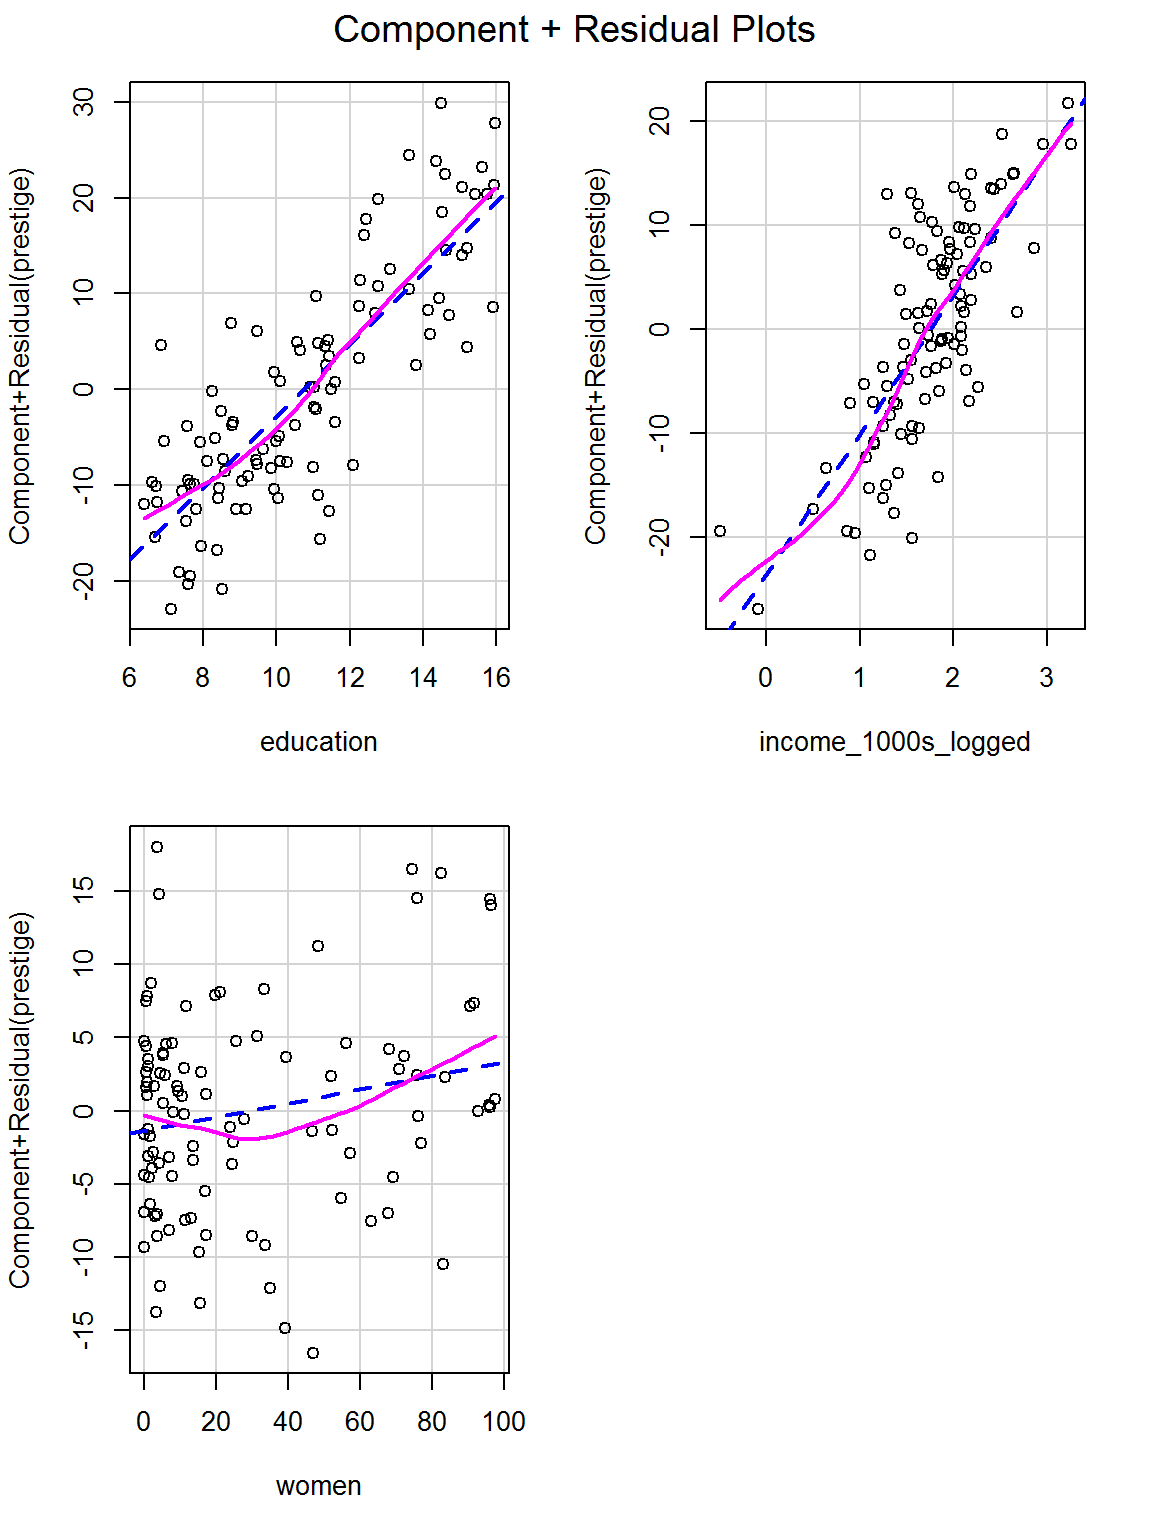 Component + Residual Plots
Component+Residual(prestige)
30
20
10
0
-10
-20
6 8 10 12 14 16
education
Component+Residual(prestige)
20
10
0
-10
-20
0 1 2 3
income_1000s_logged
Component+Residual(prestige)
15
10
5
0
-5
-10
-15
0 20 40 60 80 100
women